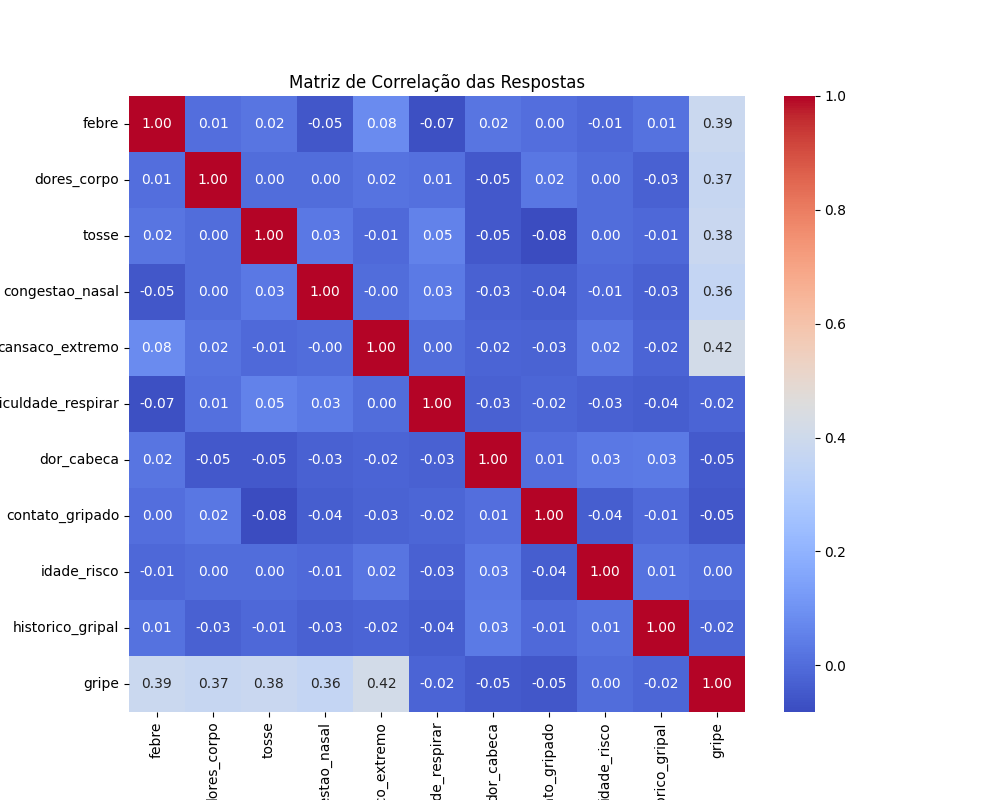 Matriz de Correlação das Respostas
febre 1.00 0.01 0.02 -0.05 0.08 -0.07 0.02 0.00 -0.01 0.01 0.39
dores_corpo 0.01 1.00 0.00 0.00 0.02 0.01 -0.05 0.02 0.00 -0.03 0.37
tosse 0.02 0.00 1.00 0.03 -0.01 0.05 -0.05 -0.08 0.00 -0.01 0.38
congestao_nasal -0.05 0.00 0.03 1.00 -0.00 0.03 -0.03 -0.04 -0.01 -0.03 0.36
cansaco_extremo 0.08 0.02 -0.01 -0.00 1.00 0.00 -0.02 -0.03 0.02 -0.02 0.42
iculdade_respirar -0.07 0.01 0.05 0.03 0.00 1.00 -0.03 -0.02 -0.03 -0.04 -0.02
dor_cabeca 0.02 -0.05 -0.05 -0.03 -0.02 -0.03 1.00 0.01 0.03 0.03 -0.05
contato_gripado 0.00 0.02 -0.08 -0.04 -0.03 -0.02 0.01 1.00 -0.04 -0.01 -0.05
idade_risco -0.01 0.00 0.00 -0.01 0.02 -0.03 0.03 -0.04 1.00 0.01 0.00
historico_gripal 0.01 -0.03 -0.01 -0.03 -0.02 -0.04 0.03 -0.01 0.01 1.00 -0.02
gripe 0.39 0.37 0.38 0.36 0.42 -0.02 -0.05 -0.05 0.00 -0.02 1.00
febre
dores_corpo
tosse
estao_nasal
co_extremo
de_respirar
dor_cabeca
ato_gripado
idade_risco
rico_gripal
gripe
1.0
0.8
0.6
0.4
0.2
0.0